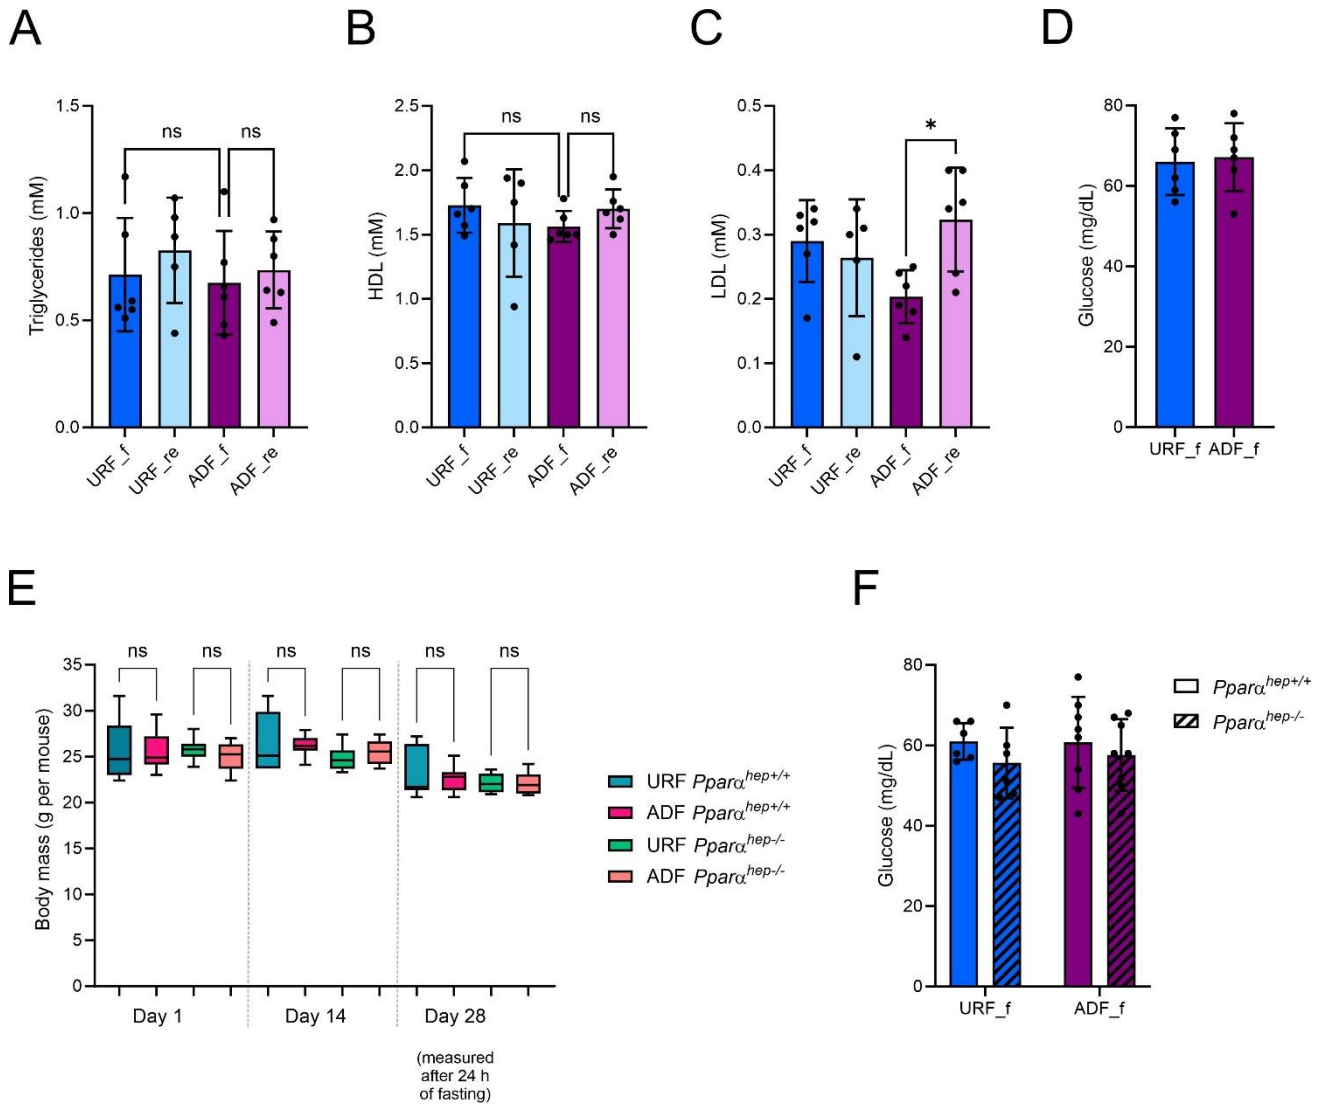 A
B
C
D
Triglycerides (mM)
1.5
1.0
0.5
0.0
ns
ns
URF_f
URF_re
ADF_f
ADF_re
HDL (mM)
2.5
2.0
1.5
1.0
0.5
0.0
ns
ns
URF_f
URF_re
ADF_f
ADF_re
LDL (mM)
0.5
0.4
0.3
0.2
0.1
0.0
*
URF_f
URF_re
ADF_f
ADF_re
Glucose (mg/dL)
80
60
40
20
0
URF_f
ADF_f
E
F
Body mass (g per mouse)
35
30
25
20
15
10
5
0
ns
ns
ns
ns
ns
ns
Day 1
Day 14
Day 28
(measured
after 24 h
of fasting)
URF Pparα^hep+/+
ADF Pparα^hep+/+
URF Pparα^hep-/-
ADF Pparα^hep-/-
Glucose (mg/dL)
80
60
40
20
0
URF_f
ADF_f
Pparα^hep+/+
Pparα^hep-/-